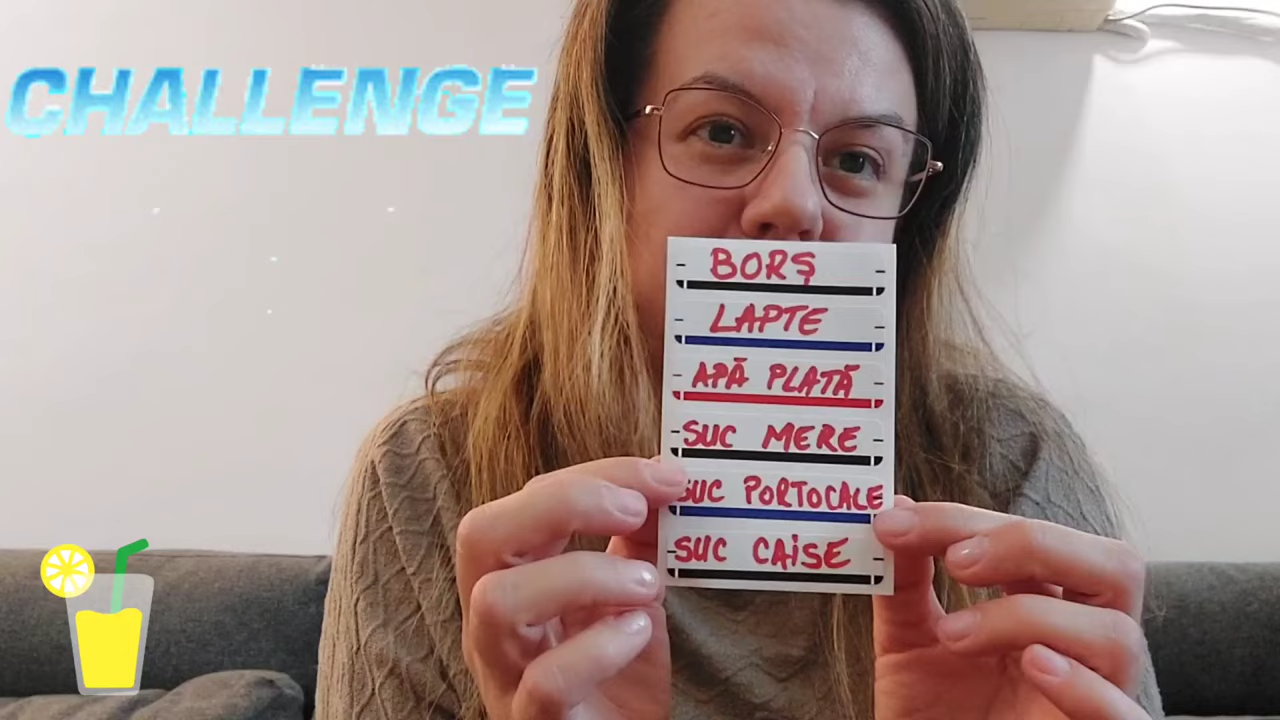 CHALLENGE
BORȘ
LAPTE
APĂ PLATĂ
SUC MERE
SUC PORTOCALE
SUC CAiSE